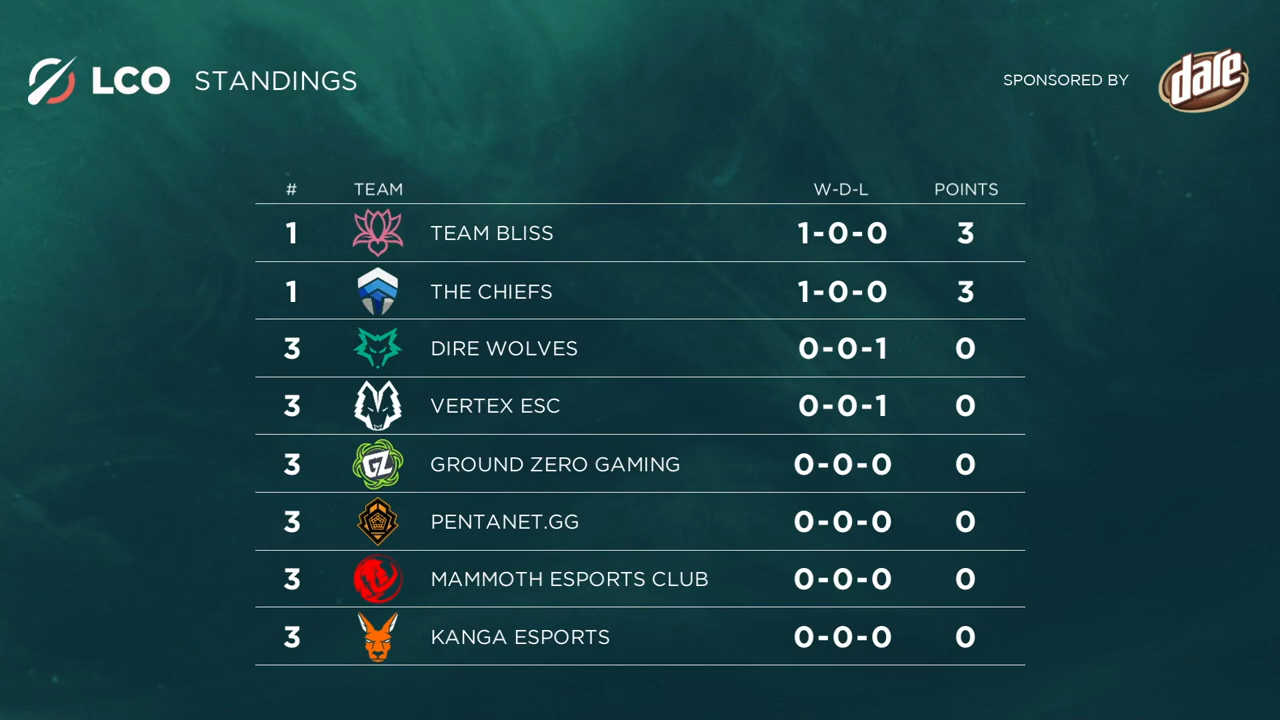 LCO STANDINGS
SPONSORED BY dare
# TEAM W-D-L POINTS
1 TEAM BLISS 1-0-0 3
1 THE CHIEFS 1-0-0 3
3 DIRE WOLVES 0-0-1 0
3 VERTEX ESC 0-0-1 0
3 GZ GROUND ZERO GAMING 0-0-0 0
3 PENTANET.GG 0-0-0 0
3 MAMMOTH ESPORTS CLUB 0-0-0 0
3 KANGA ESPORTS 0-0-0 0